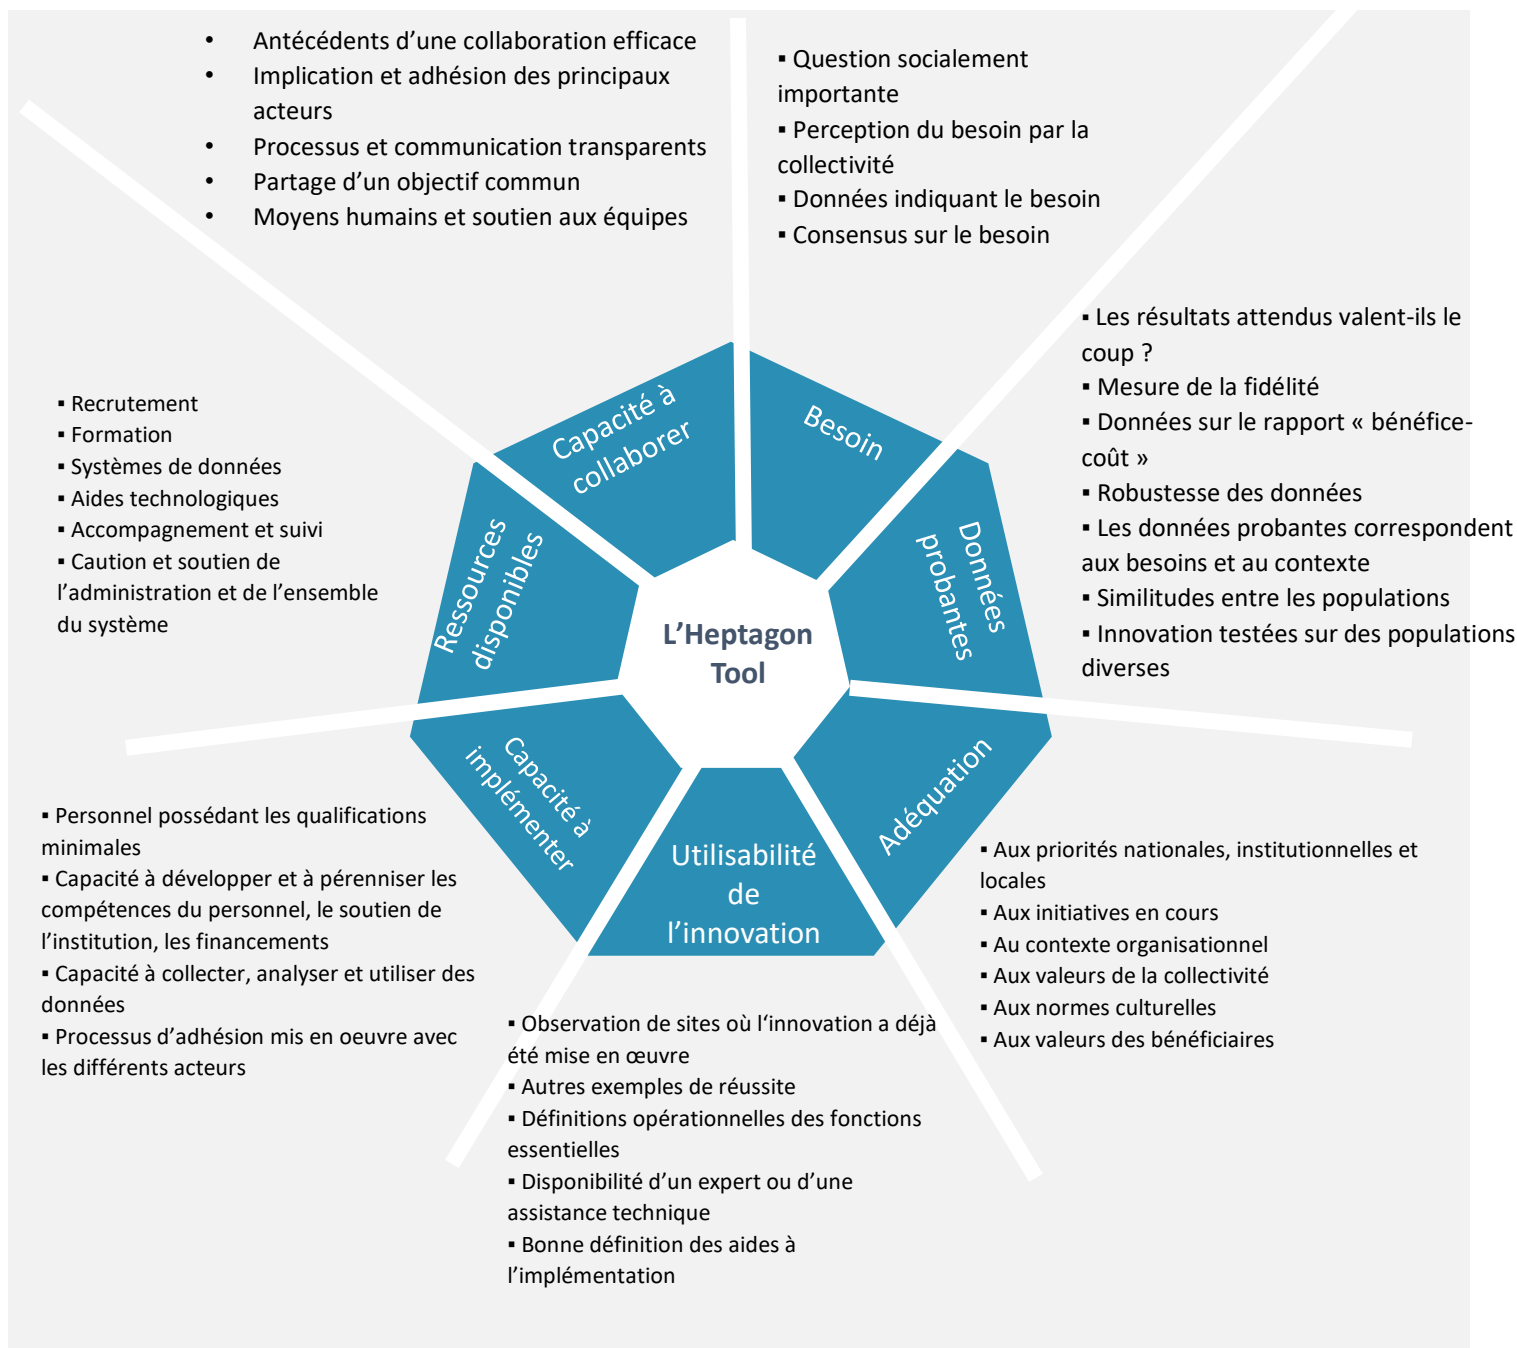 • Antécédents d’une collaboration efficace
• Implication et adhésion des principaux
acteurs
• Processus et communication transparents
• Partage d’un objectif commun
• Moyens humains et soutien aux équipes
▪ Question socialement
importante
▪ Perception du besoin par la
collectivité
▪ Données indiquant le besoin
▪ Consensus sur le besoin
▪ Les résultats attendus valent-ils le
coup ?
▪ Mesure de la fidélité
▪ Données sur le rapport « bénéfice-
coût »
▪ Robustesse des données
▪ Les données probantes correspondent
aux besoins et au contexte
▪ Similitudes entre les populations
▪ Innovation testées sur des populations
diverses
▪ Recrutement
▪ Formation
▪ Systèmes de données
▪ Aides technologiques
▪ Accompagnement et suivi
▪ Caution et soutien de
l’administration et de l’ensemble
du système
Capacité à
collaborer
Besoin
Données
probantes
Ressources
disponibles
L’Heptagon
Tool
Capacité à
implémenter
Utilisabilité
de
l’innovation
Adéquation
▪ Personnel possédant les qualifications
minimales
▪ Capacité à développer et à pérenniser les
compétences du personnel, le soutien de
l’institution, les financements
▪ Capacité à collecter, analyser et utiliser des
données
▪ Processus d’adhésion mis en oeuvre avec
les différents acteurs
▪ Observation de sites où l‘innovation a déjà
été mise en œuvre
▪ Autres exemples de réussite
▪ Définitions opérationnelles des fonctions
essentielles
▪ Disponibilité d’un expert ou d’une
assistance technique
▪ Bonne définition des aides à
l’implémentation
▪ Aux priorités nationales, institutionnelles et
locales
▪ Aux initiatives en cours
▪ Au contexte organisationnel
▪ Aux valeurs de la collectivité
▪ Aux normes culturelles
▪ Aux valeurs des bénéficiaires